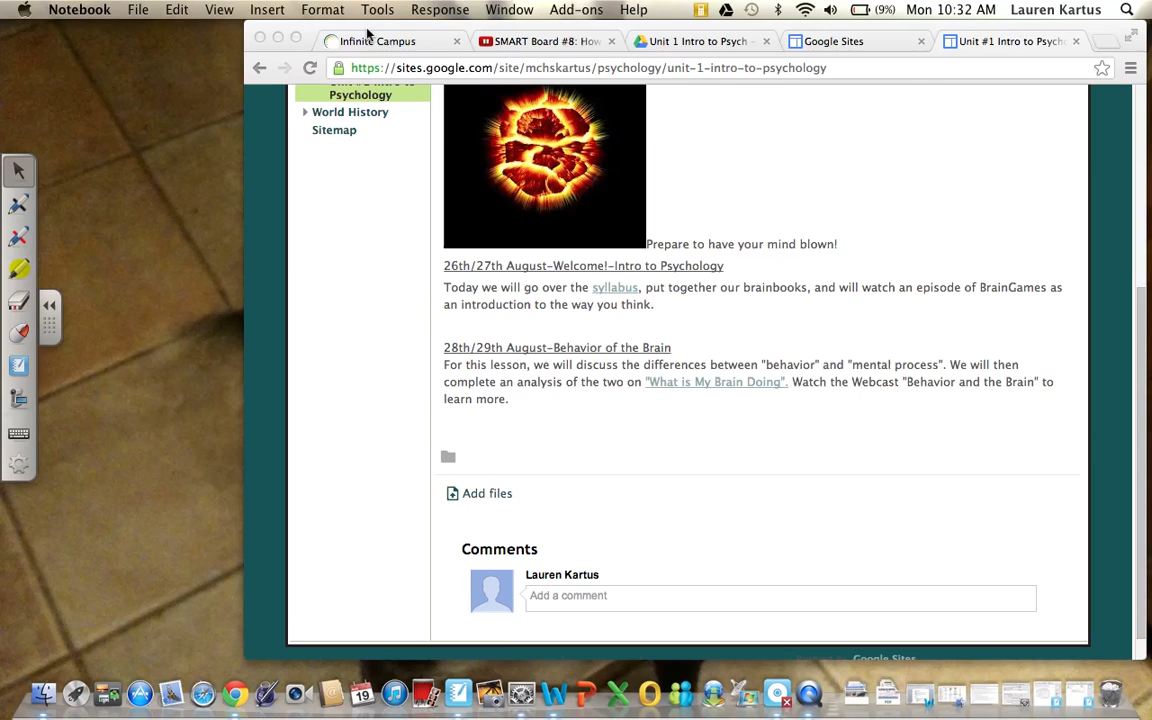 Notebook File Edit View Insert Format Tools Response Window Add-ons Help (9%) Mon 10:32 AM Lauren Kartus
Infinite Campus
SMART Board #8: How
Unit 1 Intro to Psych -
Google Sites
Unit #1 Intro to Psych
https://sites.google.com/site/mchskartus/psychology/unit-1-intro-to-psychology
Psychology
World History
Sitemap
Prepare to have your mind blown!
26th/27th August-Welcome!-Intro to Psychology
Today we will go over the syllabus, put together our brainbooks, and will watch an episode of BrainGames as
an introduction to the way you think.
28th/29th August-Behavior of the Brain
For this lesson, we will discuss the differences between "behavior" and "mental process". We will then
complete an analysis of the two on "What is My Brain Doing". Watch the Webcast "Behavior and the Brain" to
learn more.
Add files
Comments
Lauren Kartus
Add a comment
Google Sites
19